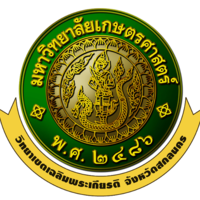 มหาวิทยาลัยเกษตรศาสตร์
พ.ศ. ๒๔๘๖
วิทยาเขตเฉลิมพระเกียรติ จังหวัดสกลนคร